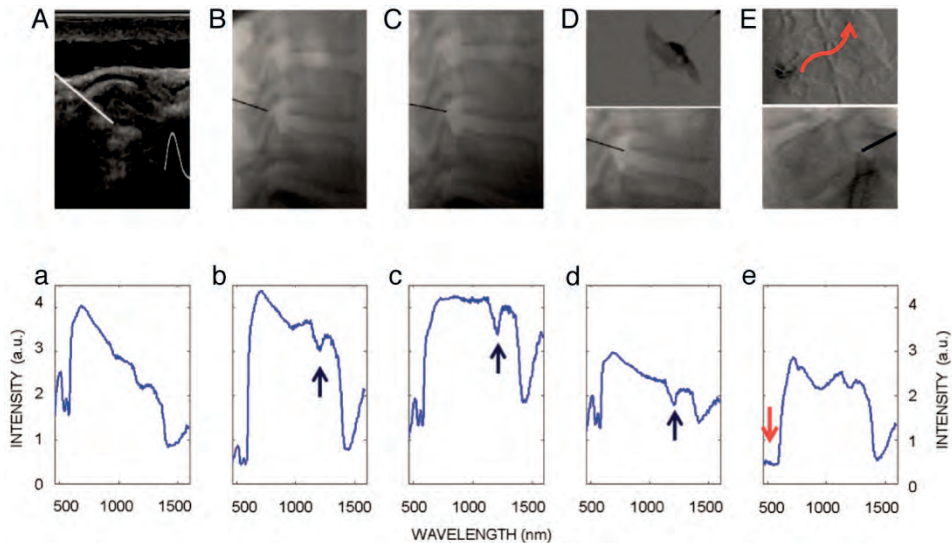 A B C D E
a b c d e
4 4
3 3
2 2
1 1
0 0
INTENSITY (a.u.)
INTENSITY (a.u.)
500 1000 1500 500 1000 1500 500 1000 1500 500 1000 1500 500 1000 1500
WAVELENGTH (nm)